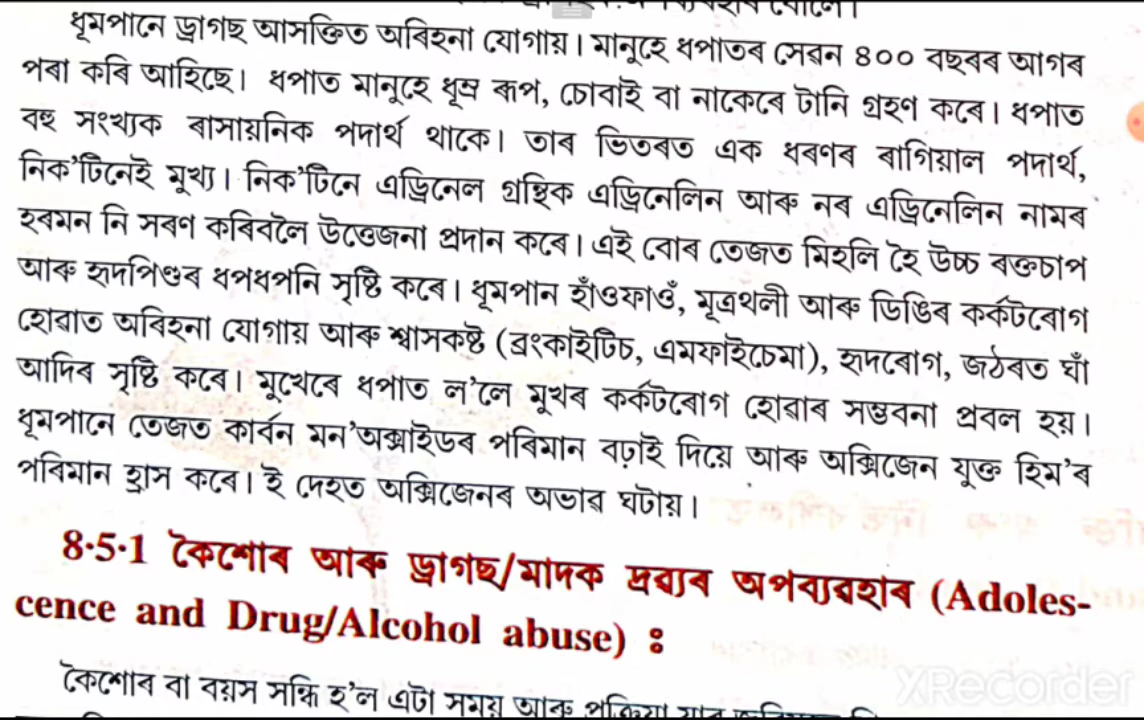 ধূমপানে ড্ৰাগছ আসক্তিত অৰিহনা যোগায়। মানুহে ধপাতৰ সেৱন ৪০০ বছৰৰ আগৰ
পৰা কৰি আহিছে। ধপাত মানুহে ধূম্ৰ ৰূপ, চোবাই বা নাকেৰে টানি গ্ৰহণ কৰে। ধপাত
বহু সংখ্যক ৰাসায়নিক পদাৰ্থ থাকে। তাৰ ভিতৰত এক ধৰণৰ ৰাগিয়াল পদাৰ্থ,
নিক'টিনেই মুখ্য। নিক'টিনে এড্ৰিনেল গ্ৰন্থিক এড্ৰিনেলিন আৰু নৰ এড্ৰিনেলিন নামৰ
হৰমন নি সৰণ কৰিবলৈ উত্তেজনা প্ৰদান কৰে। এই বোৰ তেজত মিহলি হৈ উচ্চ ৰক্তচাপ
আৰু হৃদপিণ্ডৰ ধপধপনি সৃষ্টি কৰে। ধূমপান হাঁওফাওঁ, মূত্ৰথলী আৰু ডিঙিৰ কৰ্কটৰোগ
হোৱাত অৰিহনা যোগায় আৰু শ্বাসকষ্ট (ব্ৰংকাইটিচ, এমফাইচেমা), হৃদৰোগ, জঠৰত ঘাঁ
আদিৰ সৃষ্টি কৰে। মুখেৰে ধপাত ল'লে মুখৰ কৰ্কটৰোগ হোৱাৰ সম্ভবনা প্ৰবল হয়।
ধূমপানে তেজত কাৰ্বন মন'অক্সাইডৰ পৰিমান বঢ়াই দিয়ে আৰু অক্সিজেন যুক্ত হিম'ৰ
পৰিমান হ্ৰাস কৰে। ই দেহত অক্সিজেনৰ অভাৱ ঘটায়।
8·5·1 কৈশোৰ আৰু ড্ৰাগছ/মাদক দ্ৰব্যৰ অপব্যৱহাৰ (Adoles-
cence and Drug/Alcohol abuse) ঃ
কৈশোৰ বা বয়স সন্ধি হ'ল এটা সময় আৰু প্ৰক্ৰিয়া যাৰ
XRecorder